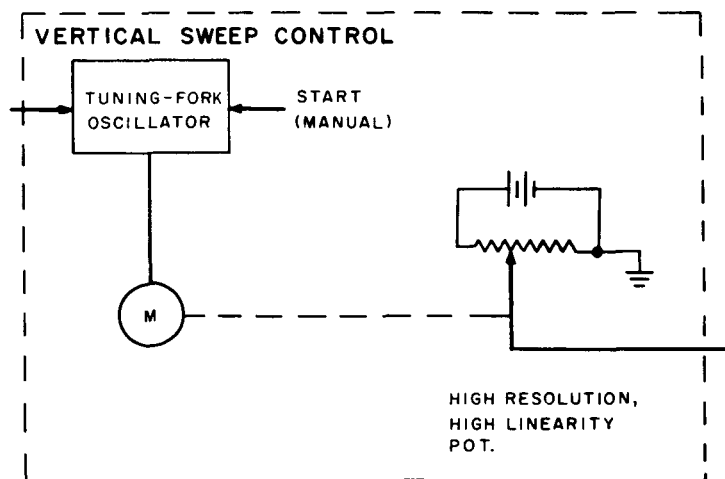 VERTICAL SWEEP CONTROL
TUNING-FORK
OSCILLATOR
START
(MANUAL)
M
HIGH RESOLUTION,
HIGH LINEARITY
POT.